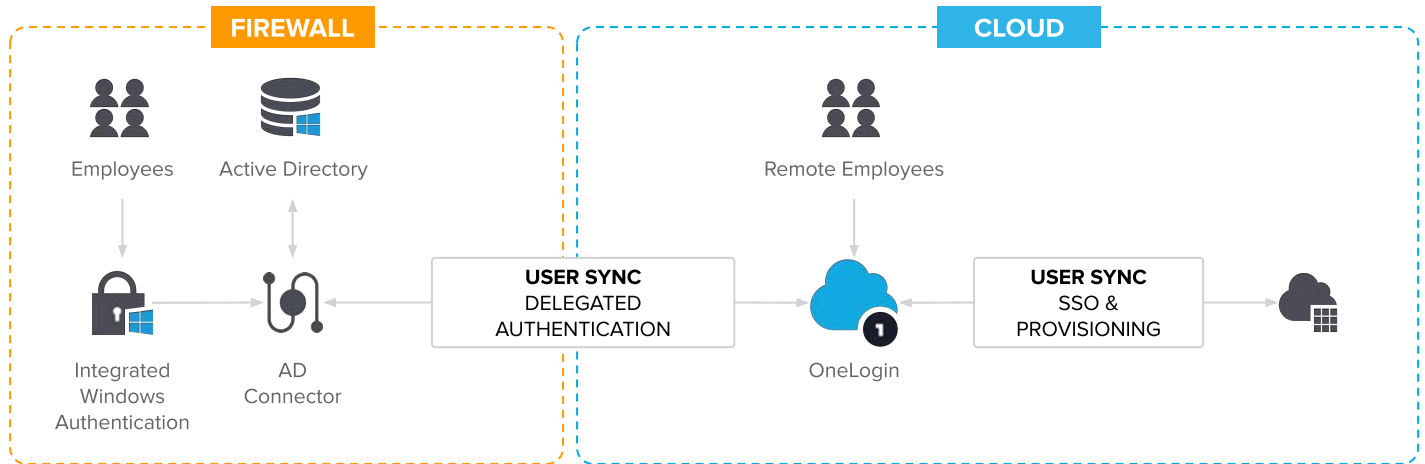 FIREWALL
CLOUD
Employees
Active Directory
Remote Employees
USER SYNC
DELEGATED
AUTHENTICATION
USER SYNC
SSO &
PROVISIONING
1
Integrated
Windows
Authentication
AD
Connector
OneLogin